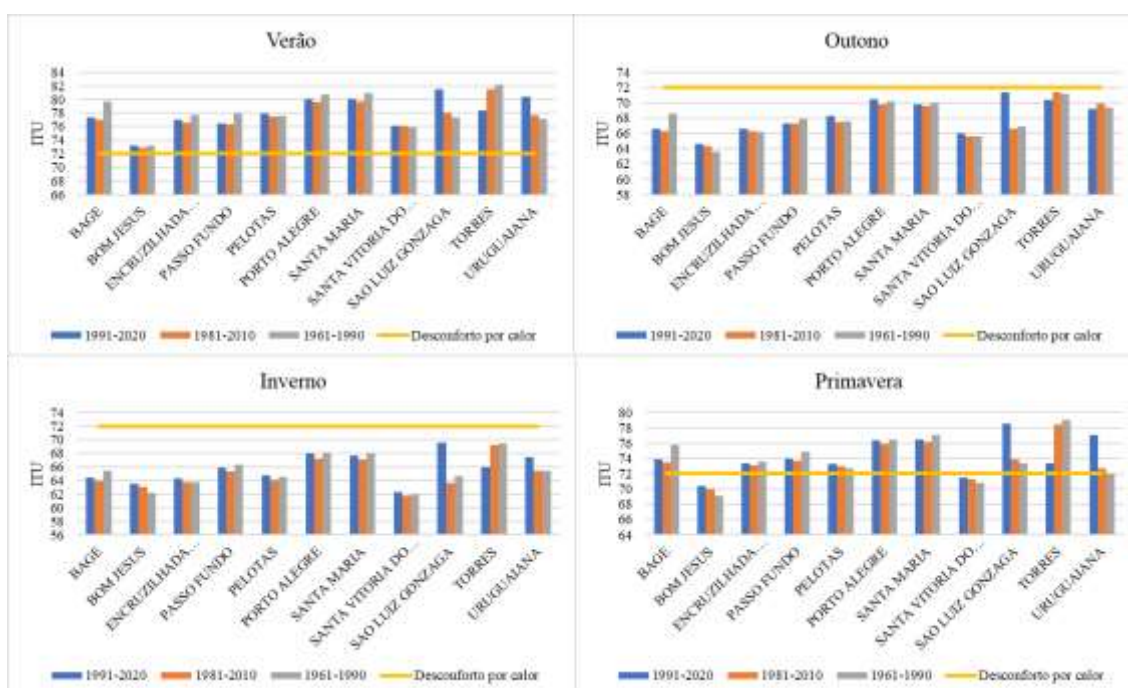 Verão
84
82
80
78
76
74
72
70
68
66
ITU
BAGE
BOM JESUS
ENCRUZILHADA...
PASSO FUNDO
PELOTAS
PORTO ALEGRE
SANTA MARIA
SANTA VITORIA DO...
SAO LUIZ GONZAGA
TORRES
URUGUAIANA
1991-2020 1981-2010 1961-1990 Desconforto por calor
Outono
74
72
70
68
66
64
62
60
58
ITU
BAGE
BOM JESUS
ENCRUZILHADA...
PASSO FUNDO
PELOTAS
PORTO ALEGRE
SANTA MARIA
SANTA VITORIA DO...
SAO LUIZ GONZAGA
TORRES
URUGUAIANA
1991-2020 1981-2010 1961-1990 Desconforto por calor
Inverno
74
72
70
68
66
64
62
60
58
56
ITU
BAGE
BOM JESUS
ENCRUZILHADA...
PASSO FUNDO
PELOTAS
PORTO ALEGRE
SANTA MARIA
SANTA VITORIA DO...
SAO LUIZ GONZAGA
TORRES
URUGUAIANA
1991-2020 1981-2010 1961-1990 Desconforto por calor
Primavera
80
78
76
74
72
70
68
66
64
ITU
BAGE
BOM JESUS
ENCRUZILHADA...
PASSO FUNDO
PELOTAS
PORTO ALEGRE
SANTA MARIA
SANTA VITORIA DO...
SAO LUIZ GONZAGA
TORRES
URUGUAIANA
1991-2020 1981-2010 1961-1990 Desconforto por calor